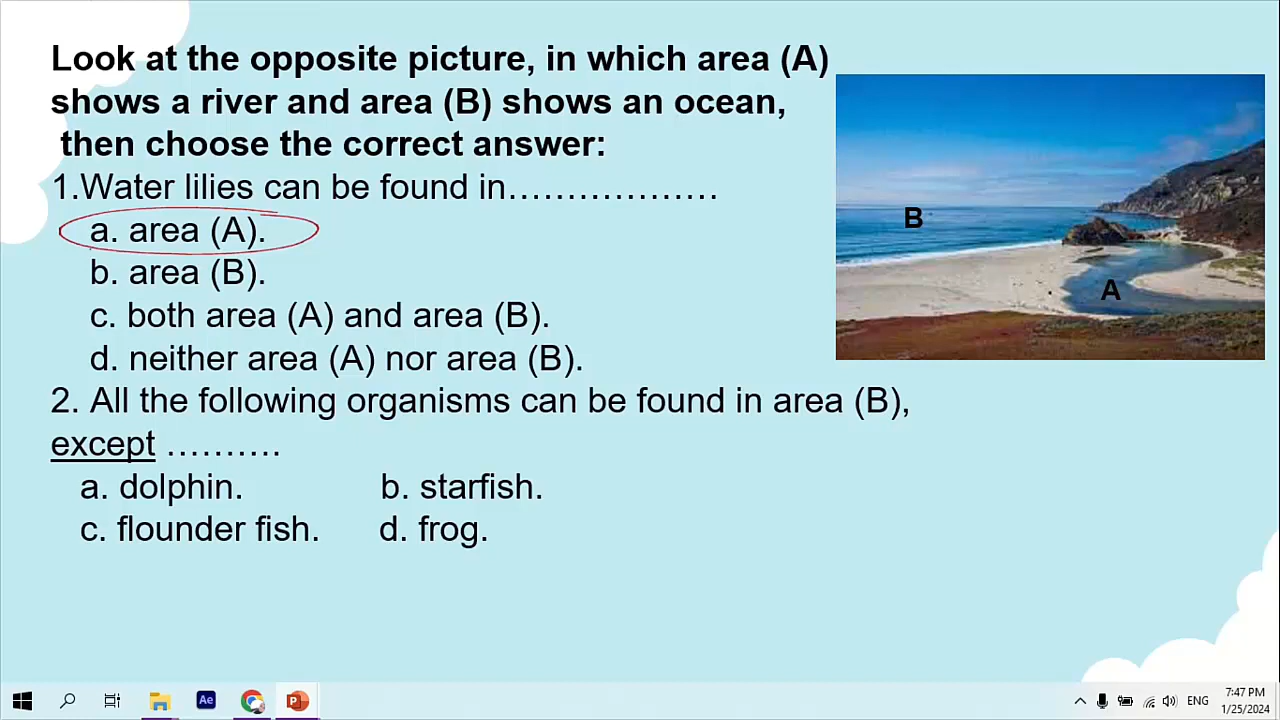 Look at the opposite picture, in which area (A)
shows a river and area (B) shows an ocean,
then choose the correct answer:
1.Water lilies can be found in………………
a. area (A).
b. area (B).
c. both area (A) and area (B).
d. neither area (A) nor area (B).
2. All the following organisms can be found in area (B),
except ……….
a. dolphin. b. starfish.
c. flounder fish. d. frog.
B
A
Ae
P
ENG
7:47 PM
1/25/2024